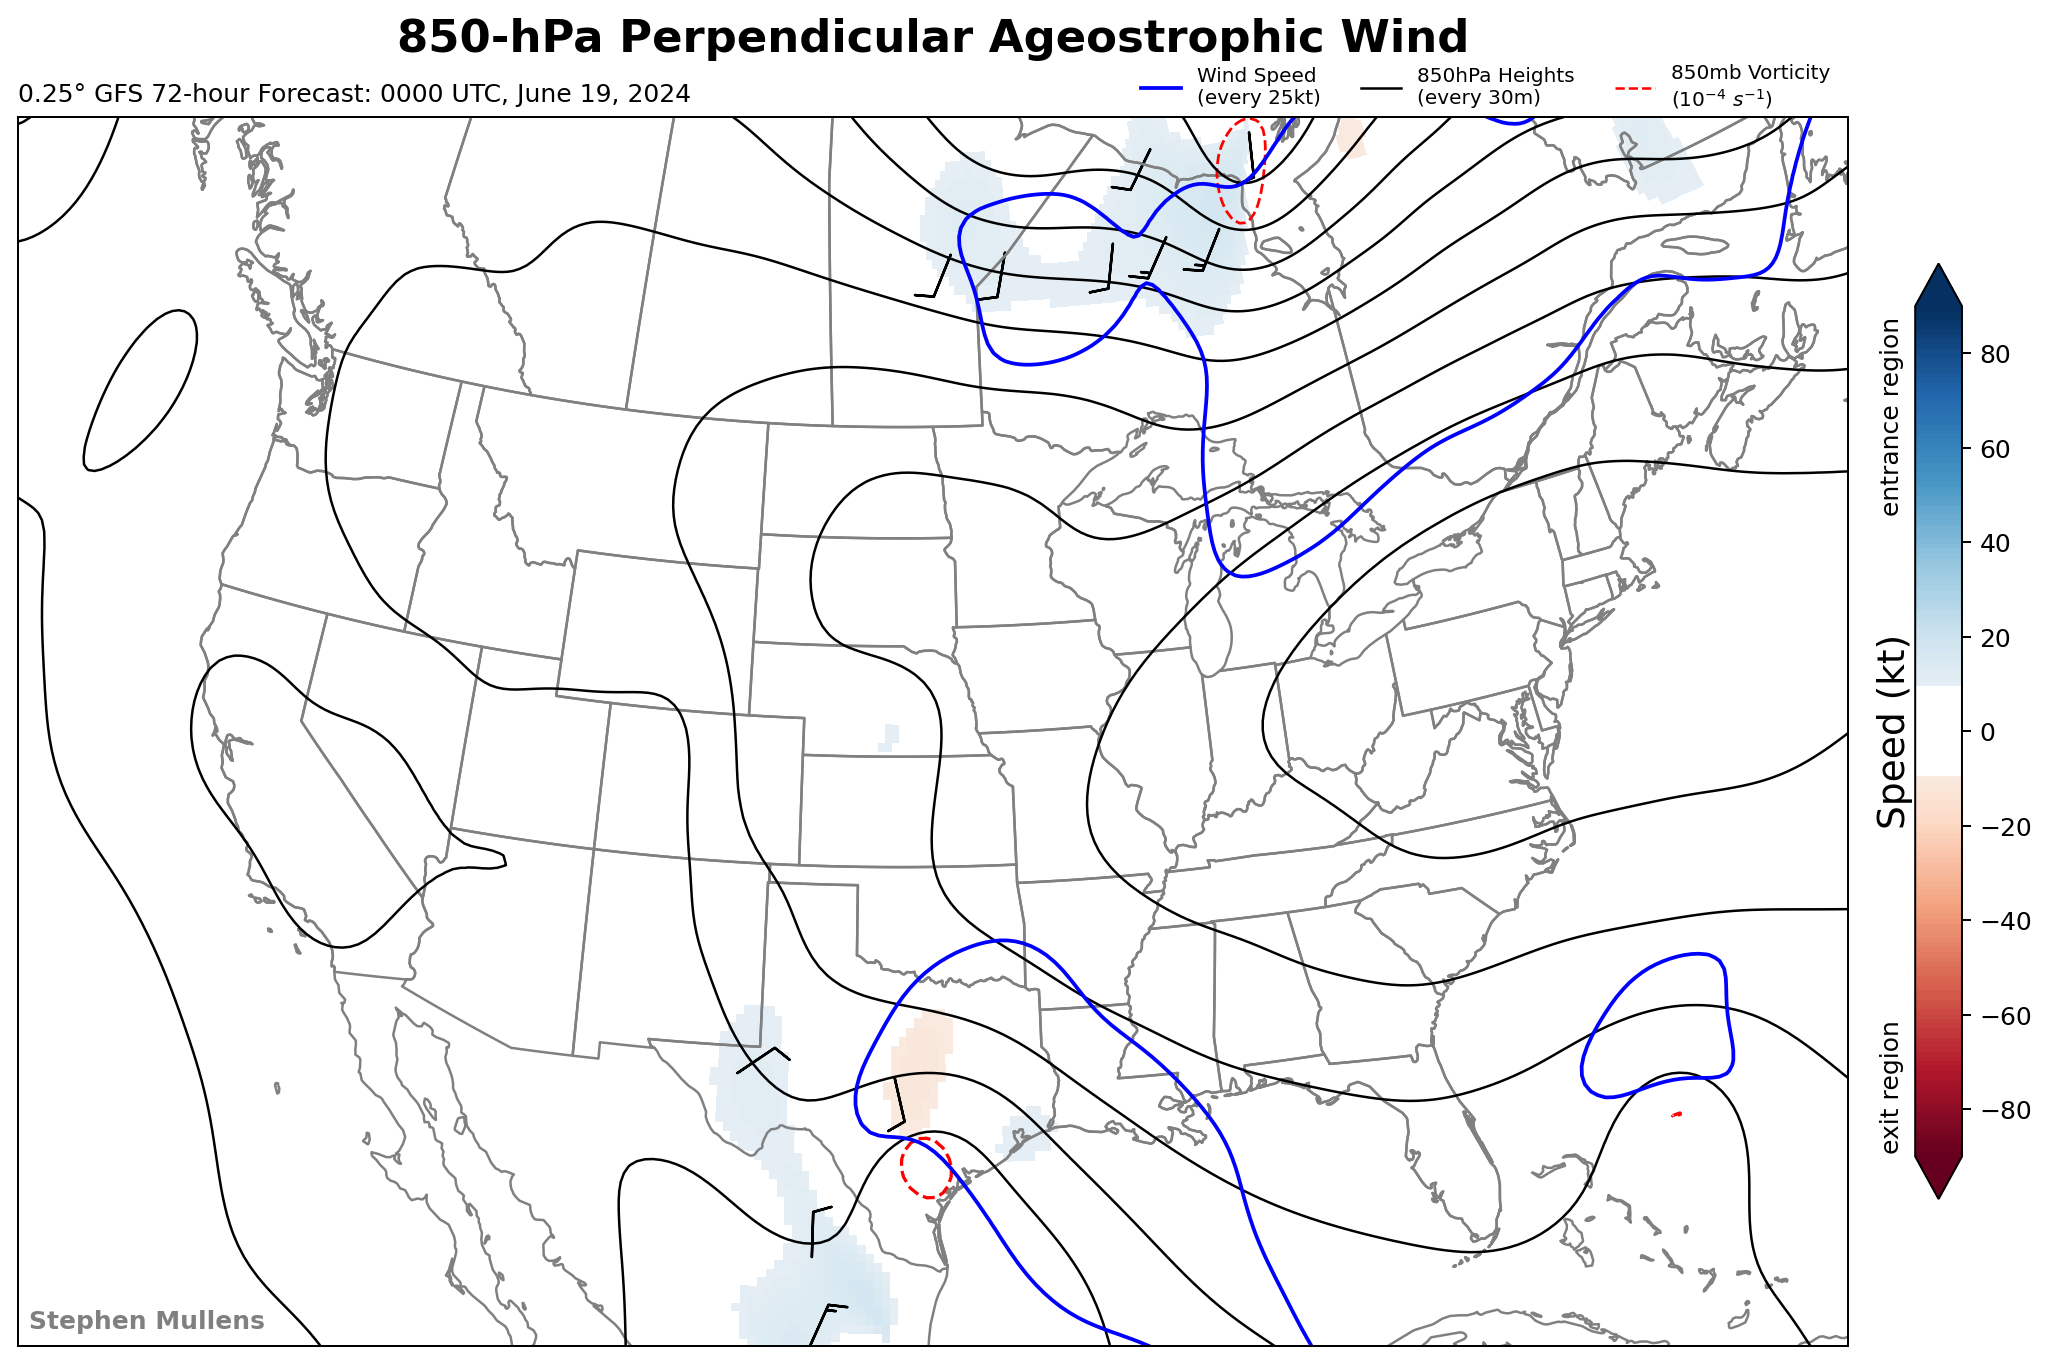 850-hPa Perpendicular Ageostrophic Wind
0.25° GFS 72-hour Forecast: 0000 UTC, June 19, 2024
Wind Speed
(every 25kt)
850hPa Heights
(every 30m)
850mb Vorticity
(10⁻⁴ s⁻¹)
entrance region
Speed (kt)
exit region
80
60
40
20
0
−20
−40
−60
−80
Stephen Mullens